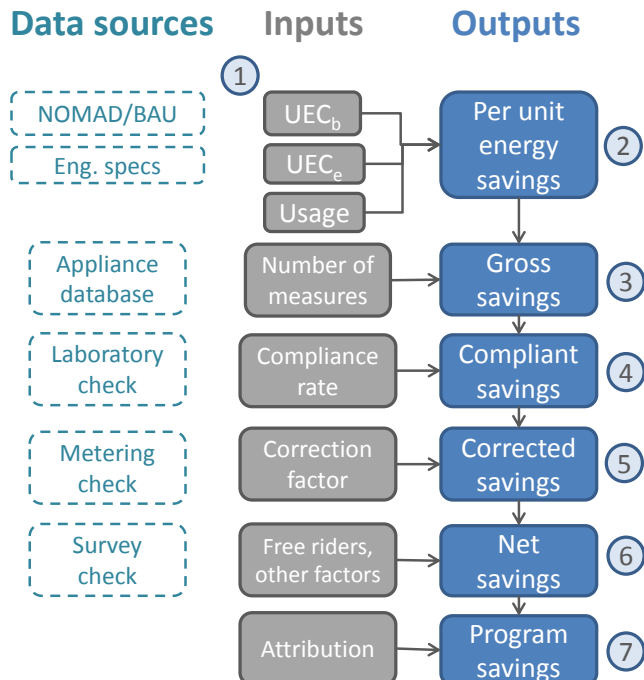 Data sources
Inputs
Outputs
1
NOMAD/BAU
Eng. specs
UEC_b
UEC_e
Usage
Per unit
energy
savings
2
Appliance
database
Number of
measures
Gross
savings
3
Laboratory
check
Compliance
rate
Compliant
savings
4
Metering
check
Correction
factor
Corrected
savings
5
Survey
check
Free riders,
other factors
Net
savings
6
Attribution
Program
savings
7